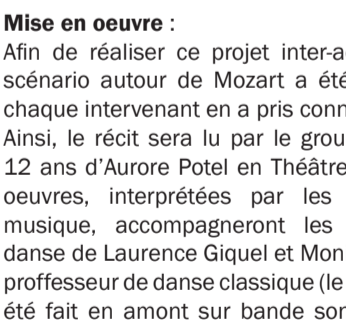 Mise en oeuvre :
Afin de réaliser ce projet inter-a
scénario autour de Mozart a été
chaque intervenant en a pris conn
Ainsi, le récit sera lu par le grou
12 ans d'Aurore Potel en Théâtre
oeuvres, interprétées par les
musique, accompagneront les
danse de Laurence Giquel et Mon
proffesseur de danse classique (le
été fait en amont sur bande son